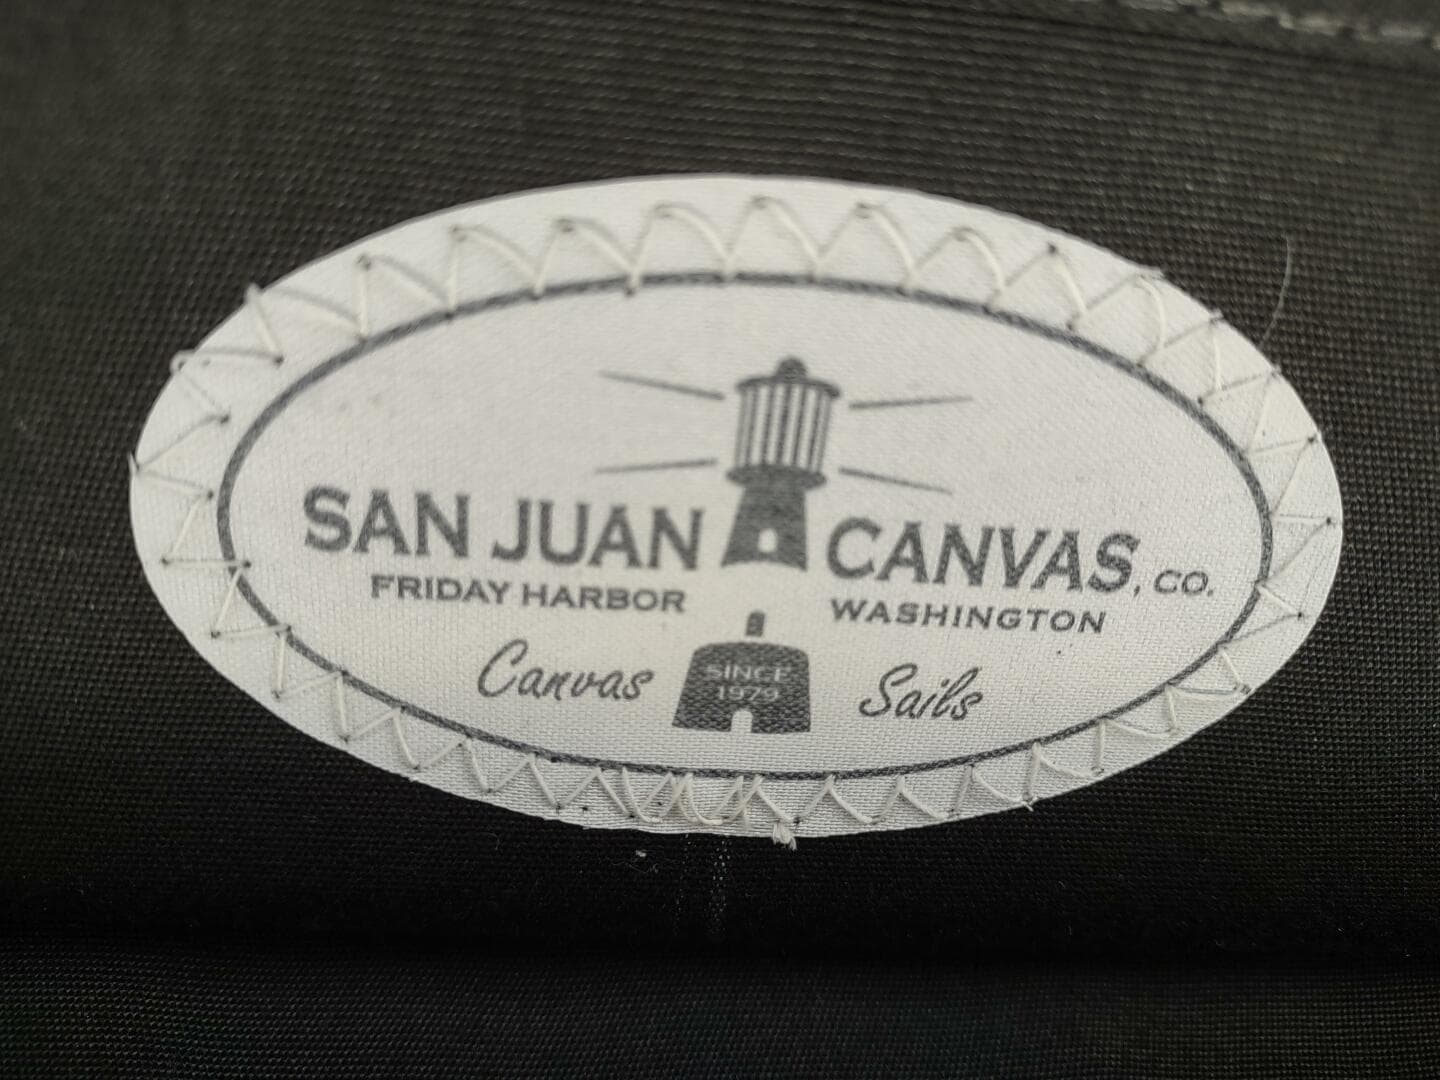 SAN JUAN CANVAS, CO.
FRIDAY HARBOR WASHINGTON
Canvas Sails
SINCE
1979